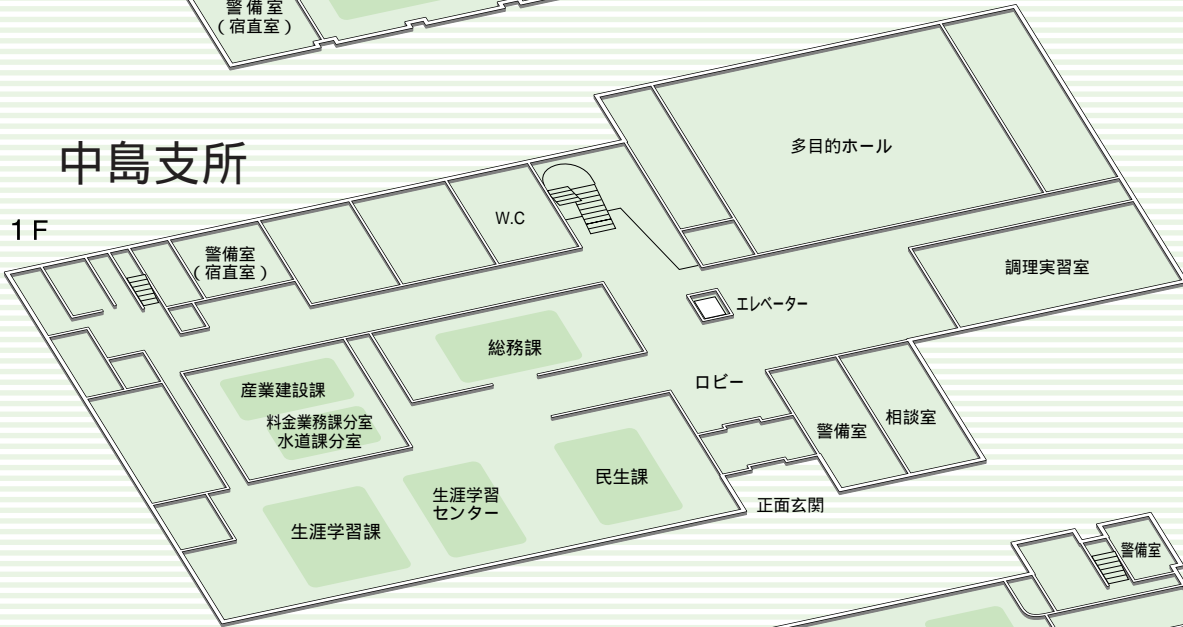 警備室
（宿直室）
中島支所
1F
多目的ホール
W.C
警備室
（宿直室）
調理実習室
エレベーター
総務課
ロビー
産業建設課
料金業務課分室
水道課分室
警備室
相談室
民生課
生涯学習
センター
正面玄関
生涯学習課
警備室